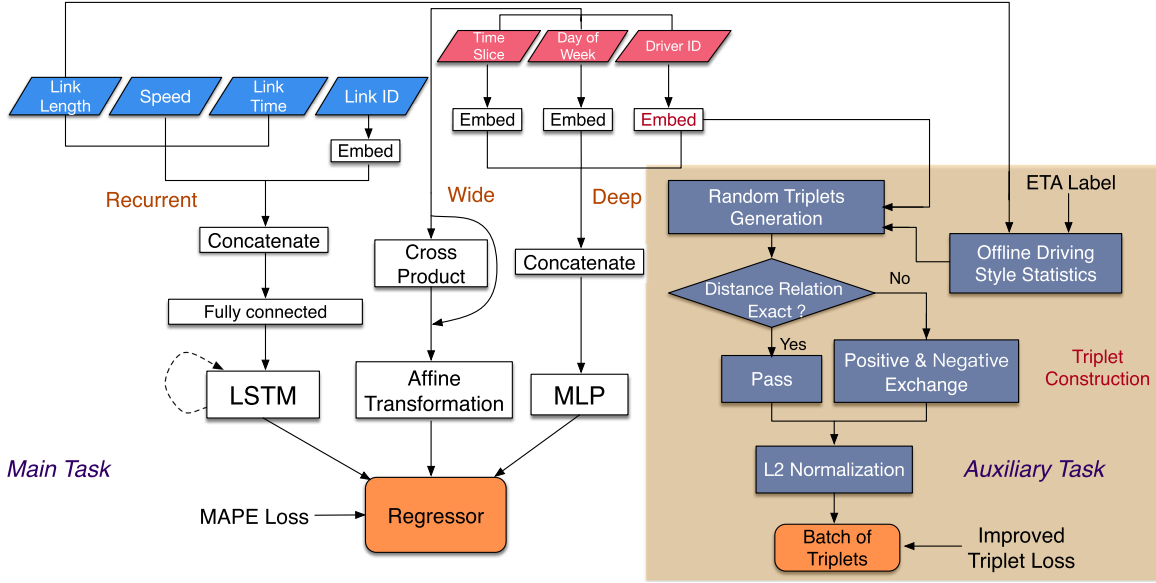 Time
Slice
Day of
Week
Driver ID
Link
Length
Speed
Link
Time
Link ID
Embed
Embed
Embed
Embed
Recurrent
Wide
Deep
Concatenate
Cross
Product
Concatenate
Fully connected
LSTM
Affine
Transformation
MLP
Main Task
MAPE Loss
Regressor
Random Triplets
Generation
ETA Label
Offline Driving
Style Statistics
Distance Relation
Exact ?
No
Yes
Pass
Positive & Negative
Exchange
Triplet
Construction
L2 Normalization
Auxiliary Task
Batch of
Triplets
Improved
Triplet Loss